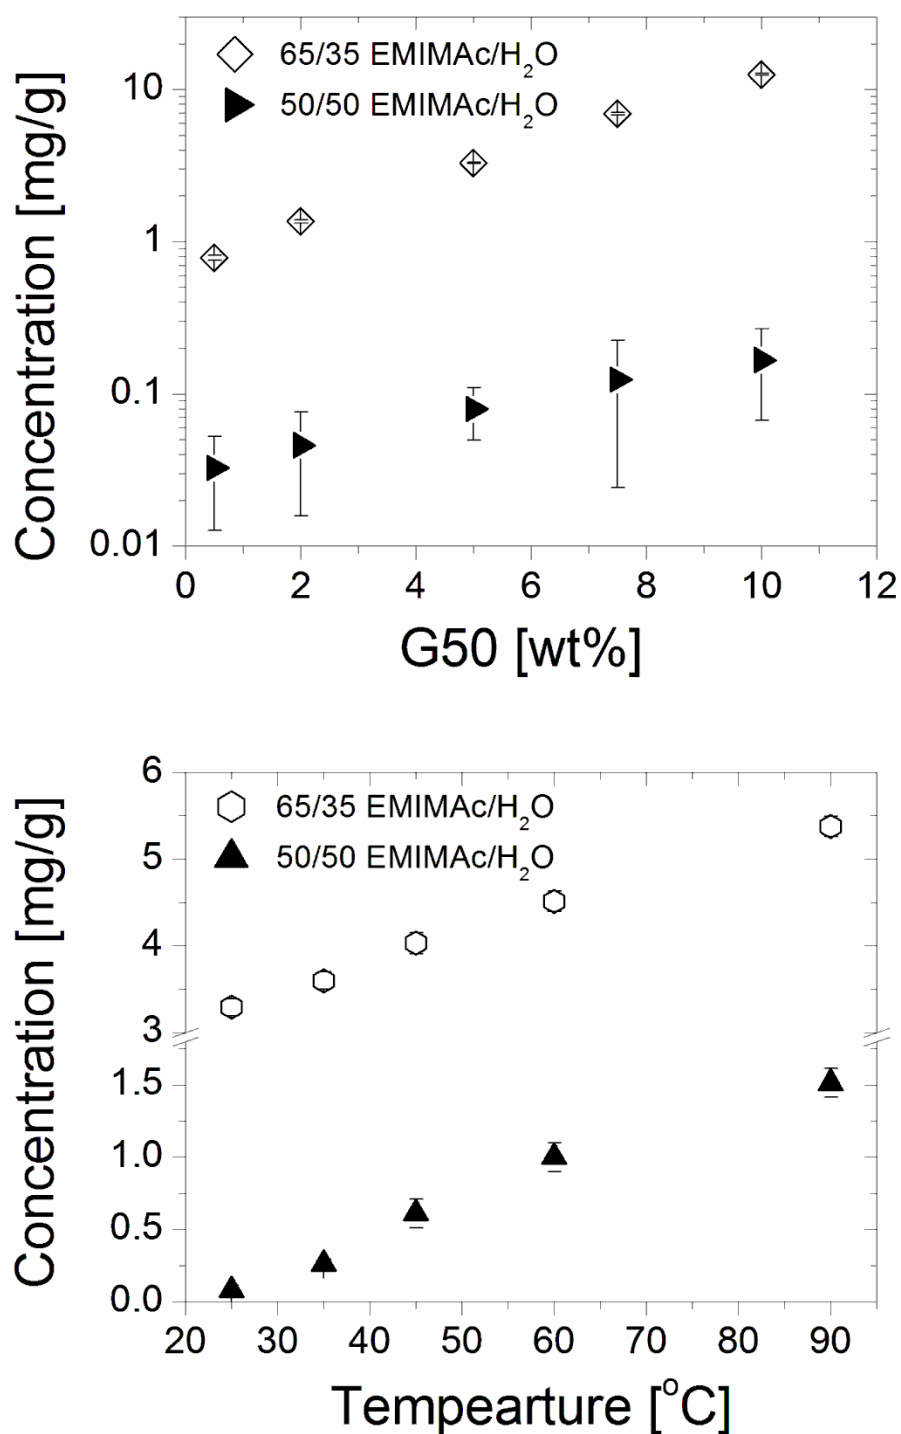 65/35 EMIMAc/H₂O
50/50 EMIMAc/H₂O
Concentration [mg/g]
10
1
0.1
0.01
0 2 4 6 8 10 12
G50 [wt%]
65/35 EMIMAc/H₂O
50/50 EMIMAc/H₂O
Concentration [mg/g]
6
5
4
3
1.5
1.0
0.5
0.0
20 30 40 50 60 70 80 90
Tempearture [°C]